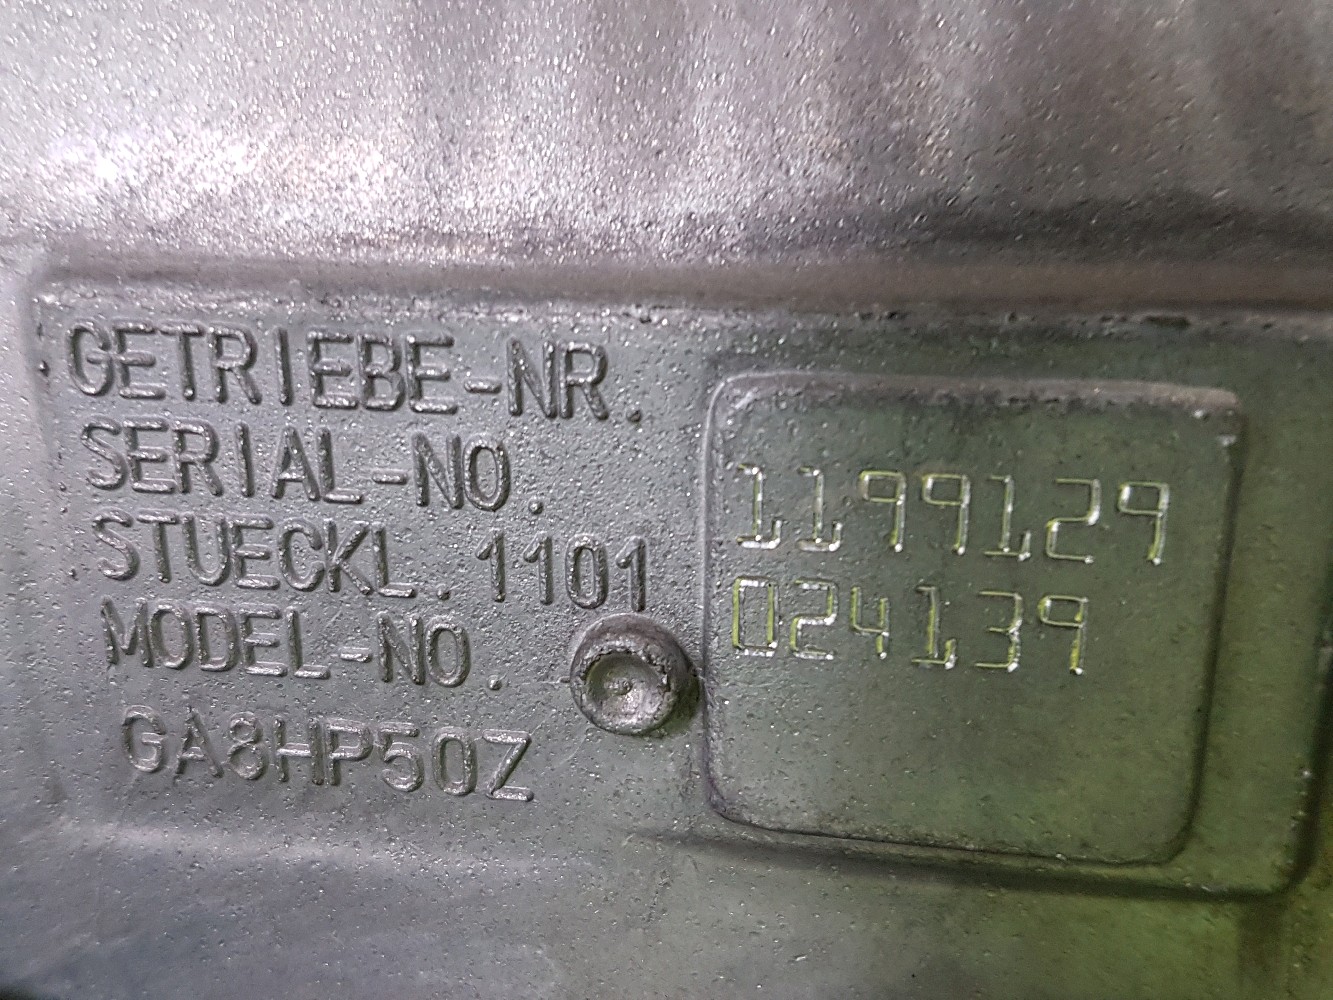 GETRIEBE-NR.
SERIAL-NO.
1199129
STUECKL.1101
024139
MODEL-NO.
GA8HP50Z